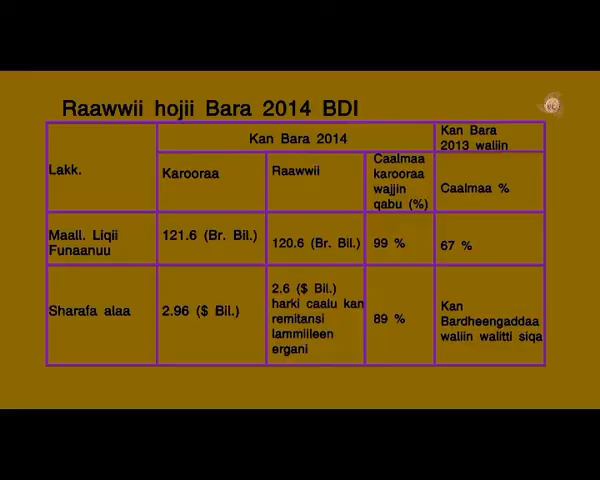 Raawwii hojii Bara 2014 BDI
Lakk.
Kan Bara 2014
Kan Bara
2013 waliin
Karooraa
Raawwii
Caalmaa
karooraa
wajjin
qabu (%)
Caalmaa %
Maall. Liqii
Funaanuu
121.6 (Br. Bil.)
120.6 (Br. Bil.)
99 %
67 %
Sharafa alaa
2.96 ($ Bil.)
2.6 ($ Bil.)
harki caalu kan
remitansi
lammiileen
ergani
89 %
Kan
Bardheengaddaa
waliin walitti siqa